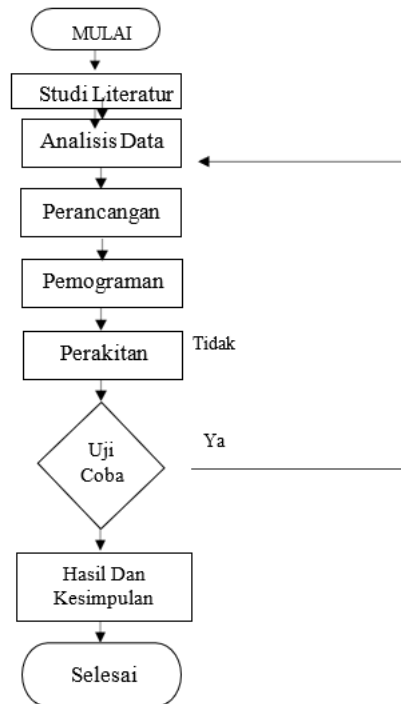 MULAI
Studi Literatur
Analisis Data
Perancangan
Pemograman
Perakitan
Tidak
Uji
Coba
Ya
Hasil Dan
Kesimpulan
Selesai